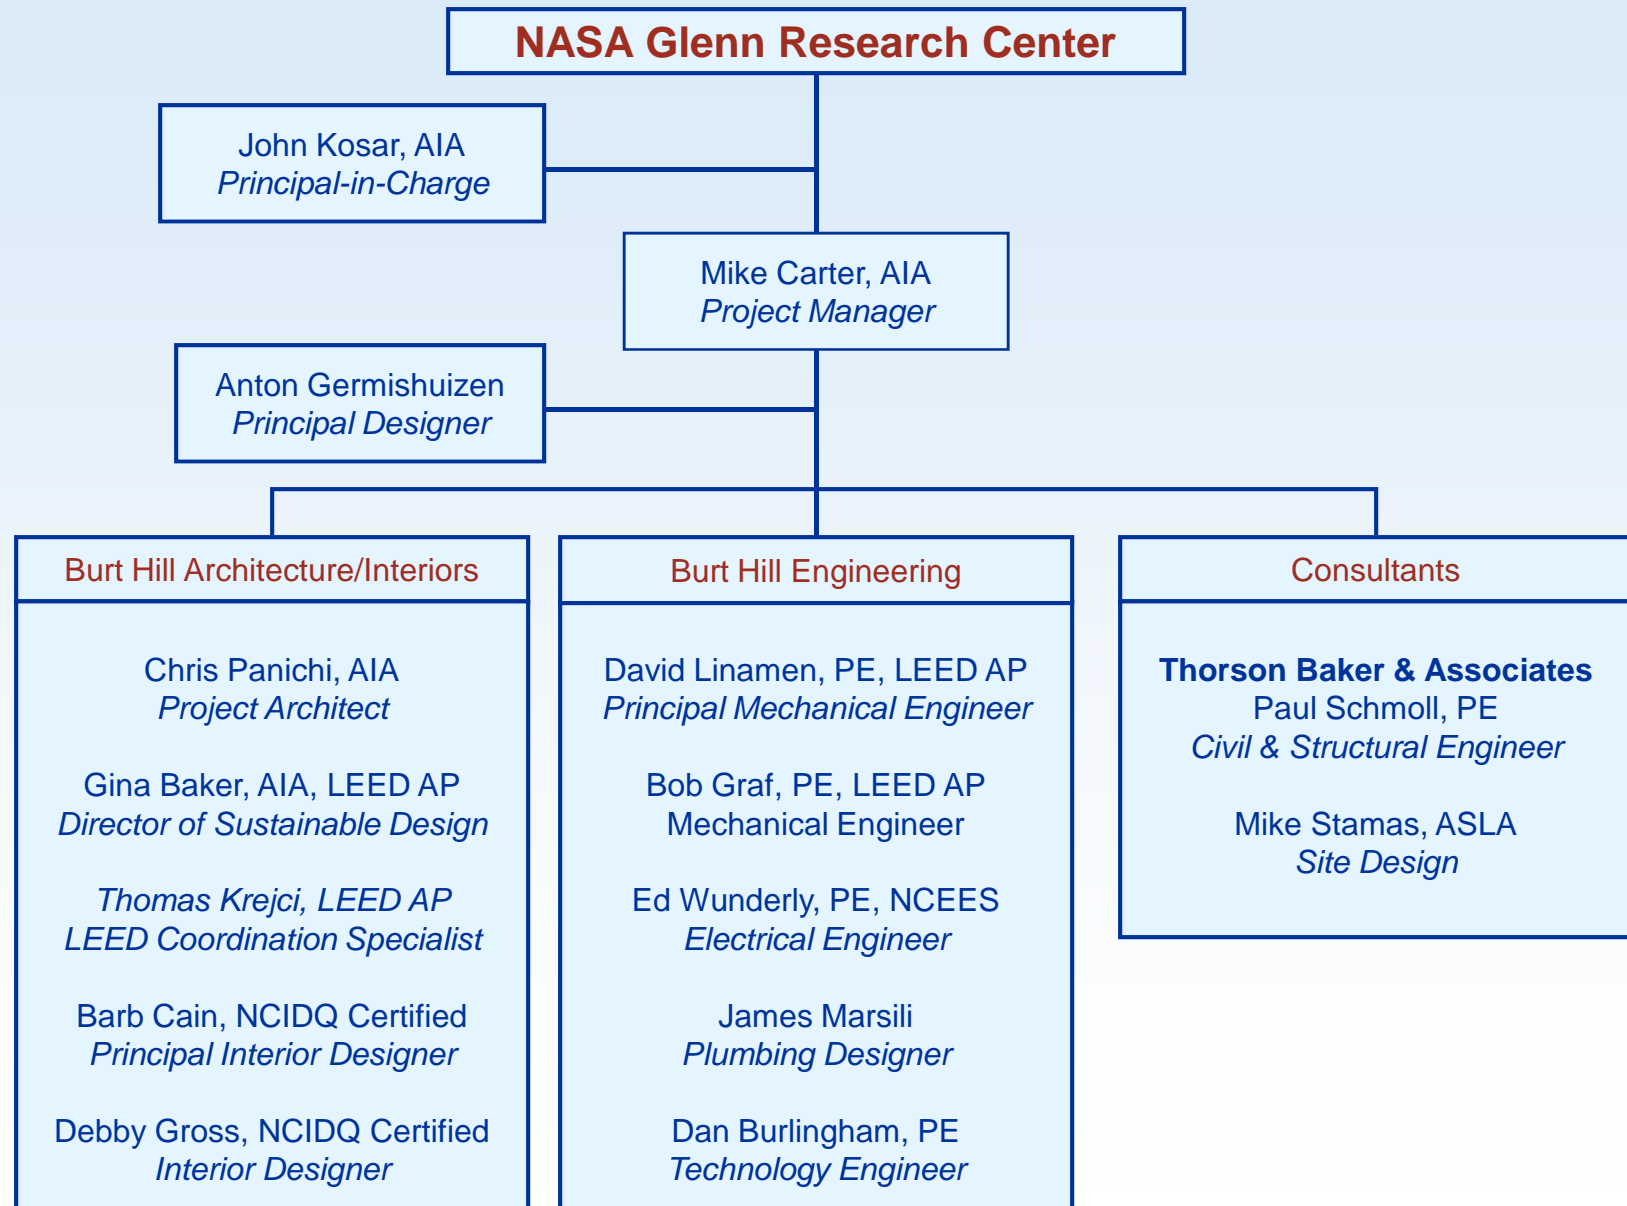 NASA Glenn Research Center
John Kosar, AIA
Principal-in-Charge
Mike Carter, AIA
Project Manager
Anton Germishuizen
Principal Designer
Burt Hill Architecture/Interiors
Chris Panichi, AIA
Project Architect
Gina Baker, AIA, LEED AP
Director of Sustainable Design
Thomas Krejci, LEED AP
LEED Coordination Specialist
Barb Cain, NCIDQ Certified
Principal Interior Designer
Debby Gross, NCIDQ Certified
Interior Designer
Burt Hill Engineering
David Linamen, PE, LEED AP
Principal Mechanical Engineer
Bob Graf, PE, LEED AP
Mechanical Engineer
Ed Wunderly, PE, NCEES
Electrical Engineer
James Marsili
Plumbing Designer
Dan Burlingham, PE
Technology Engineer
Consultants
Thorson Baker & Associates
Paul Schmoll, PE
Civil & Structural Engineer
Mike Stamas, ASLA
Site Design